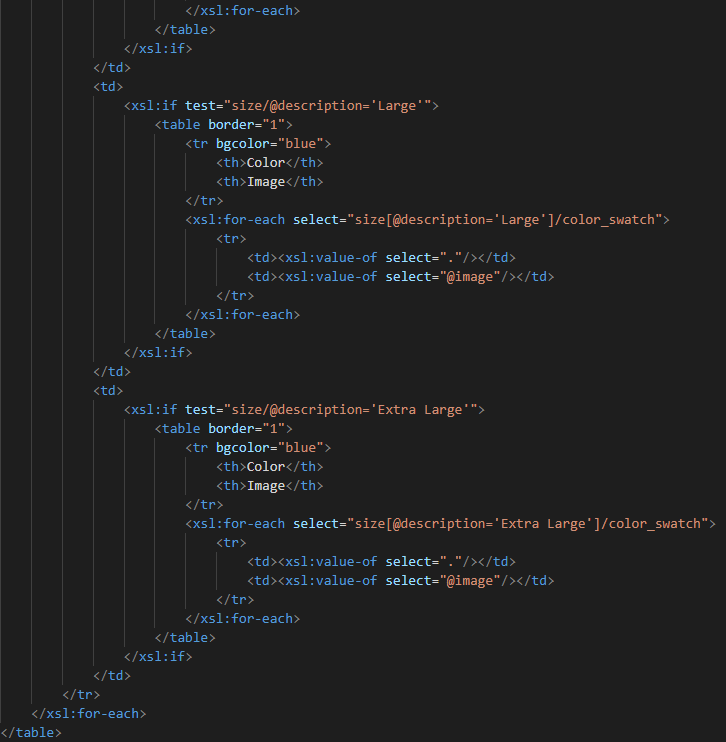 </xsl:for-each>
</table>
</xsl:if>
</td>
<td>
<xsl:if test="size/@description='Large'">
<table border="1">
<tr bgcolor="blue">
<th>Color</th>
<th>Image</th>
</tr>
<xsl:for-each select="size[@description='Large']/color_swatch">
<tr>
<td><xsl:value-of select="."/></td>
<td><xsl:value-of select="@image"/></td>
</tr>
</xsl:for-each>
</table>
</xsl:if>
</td>
<td>
<xsl:if test="size/@description='Extra Large'">
<table border="1">
<tr bgcolor="blue">
<th>Color</th>
<th>Image</th>
</tr>
<xsl:for-each select="size[@description='Extra Large']/color_swatch">
<tr>
<td><xsl:value-of select="."/></td>
<td><xsl:value-of select="@image"/></td>
</tr>
</xsl:for-each>
</table>
</xsl:if>
</td>
</tr>
</xsl:for-each>
</table>